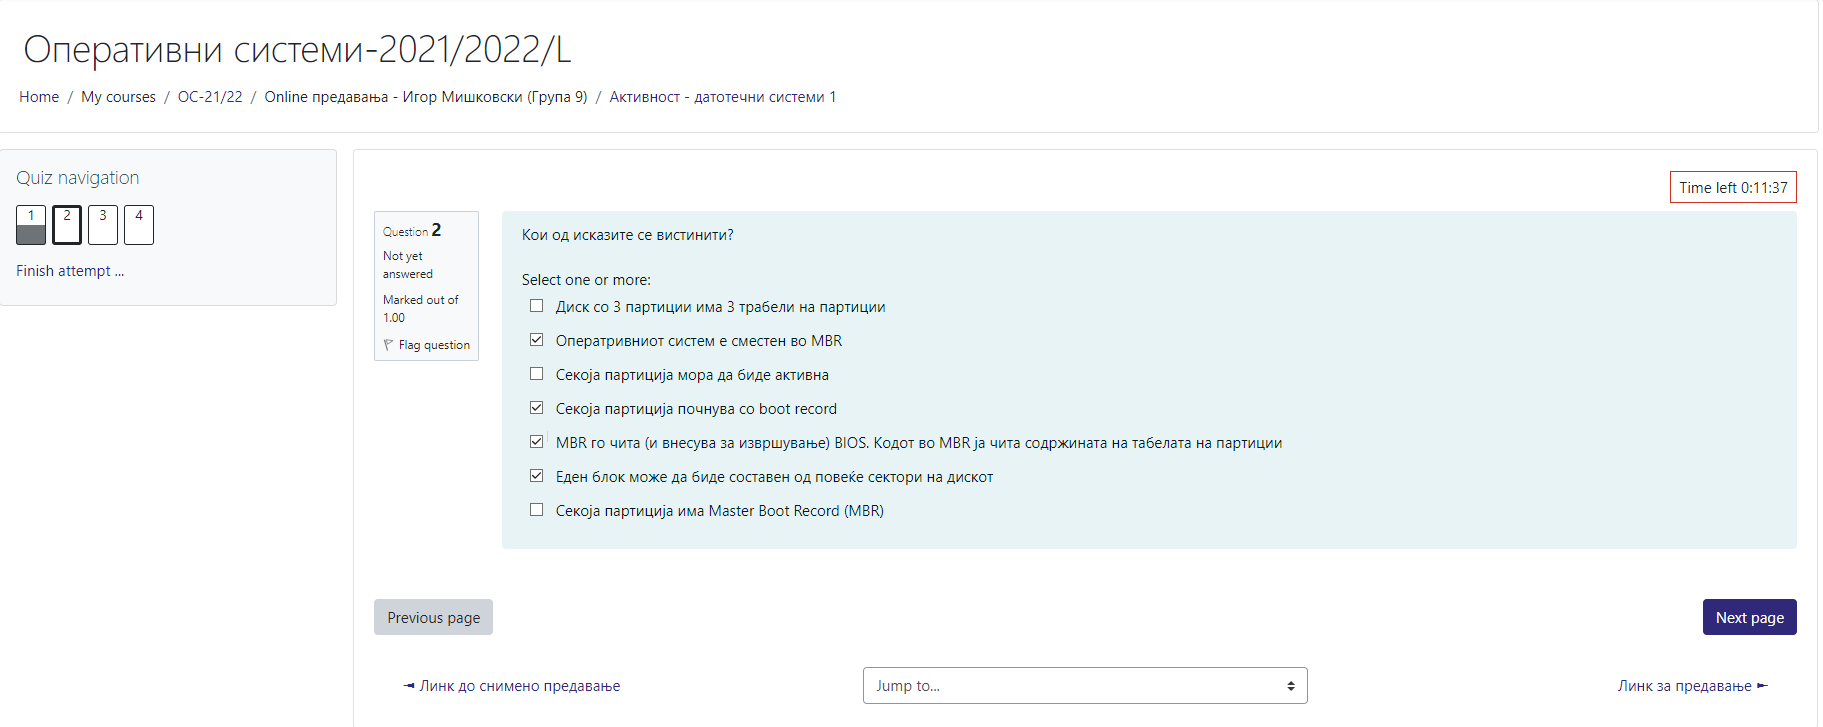 Оперативни системи-2021/2022/L
Home / My courses / ОС-21/22 / Online предавања - Игор Мишковски (Група 9) / Активност - датотечни системи 1
Quiz navigation
1 2 3 4
Finish attempt ...
Time left 0:11:37
Question 2
Not yet
answered
Marked out of
1.00
Flag question
Кои од исказите се вистинити?
Select one or more:
Диск со 3 партиции има 3 трабели на партиции
Оператривниот систем е сместен во MBR
Секоја партиција мора да биде активна
Секоја партиција почнува со boot record
MBR го чита (и внесува за извршување) BIOS. Кодот во MBR ја чита содржината на табелата на партиции
Еден блок може да биде составен од повеќе сектори на дискот
Секоја партиција има Master Boot Record (MBR)
Previous page
Next page
◄ Линк до снимено предавање
Jump to...
Линк за предавање ►